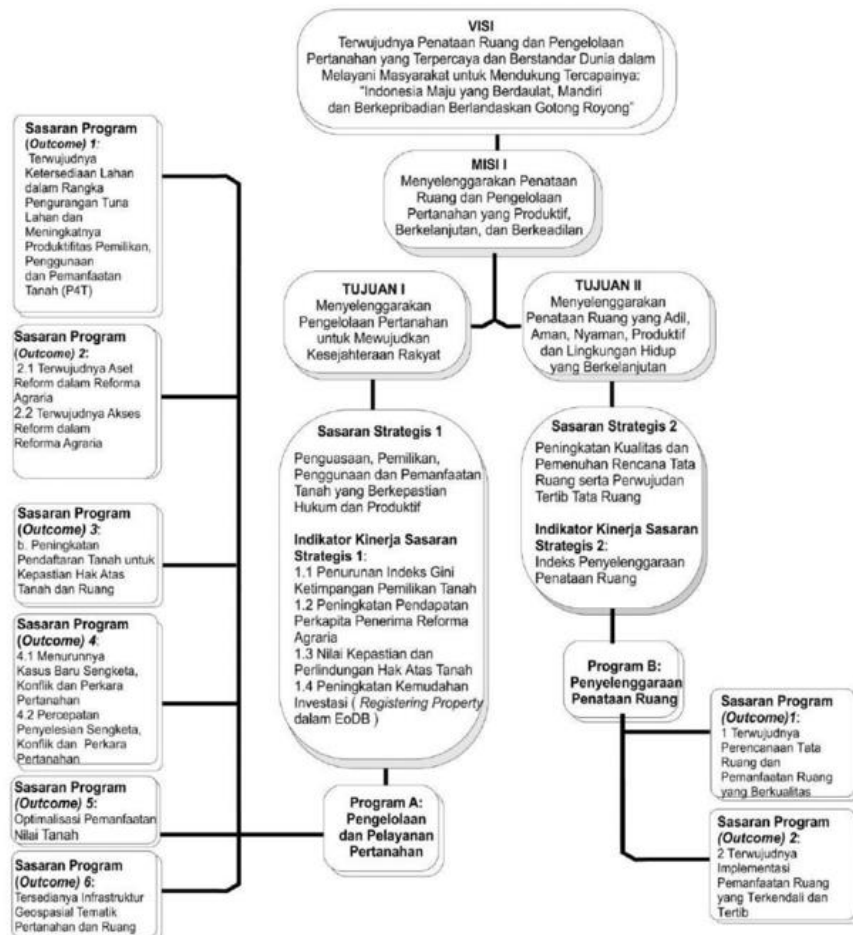 VISI
Terwujudnya Penataan Ruang dan Pengelolaan
Pertanahan yang Terpercaya dan Berstandar Dunia dalam
Melayani Masyarakat untuk Mendukung Tercapainya:
"Indonesia Maju yang Berdaulat, Mandiri
dan Berkepribadian Berlandaskan Gotong Royong"
MISI I
Menyelenggarakan Penataan
Ruang dan Pengelolaan
Pertanahan yang Produktif,
Berkelanjutan, dan Berkeadilan
TUJUAN I
Menyelenggarakan
Pengelolaan Pertanahan
untuk Mewujudkan
Kesejahteraan Rakyat
TUJUAN II
Menyelenggarakan
Penataan Ruang yang Adil,
Aman, Nyaman, Produktif
dan Lingkungan Hidup
yang Berkelanjutan
Sasaran Strategis 1
Penguasaan, Pemilikan,
Penggunaan dan Pemanfaatan
Tanah yang Berkepastian
Hukum dan Produktif
Indikator Kinerja Sasaran
Strategis 1:
1.1 Penurunan Indeks Gini
Ketimpangan Pemilikan Tanah
1.2 Peningkatan Pendapatan
Perkapita Penerima Reforma
Agraria
1.3 Nilai Kepastian dan
Perlindungan Hak Atas Tanah
1.4 Peningkatan Kemudahan
Investasi ( Registering Property
dalam EoDB )
Sasaran Strategis 2
Peningkatan Kualitas dan
Pemenuhan Rencana Tata
Ruang serta Perwujudan
Tertib Tata Ruang
Indikator Kinerja Sasaran
Strategis 2:
Indeks Penyelenggaraan
Penataan Ruang
Program A:
Pengelolaan
dan Pelayanan
Pertanahan
Sasaran Program
(Outcome) 1:
Terwujudnya
Ketersediaan Lahan
dalam Rangka
Pengurangan Tuna
Lahan dan
Meningkatnya
Produktifitas Pemilikan,
Penggunaan
dan Pemanfaatan
Tanah (P4T)
Sasaran Program
(Outcome) 2:
2.1 Terwujudnya Aset
Reform dalam Reforma
Agraria
2.2 Terwujudnya Akses
Reform dalam
Reforma Agraria
Sasaran Program
(Outcome) 3:
b. Peningkatan
Pendaftaran Tanah untuk
Kepastian Hak Atas
Tanah dan Ruang
Sasaran Program
(Outcome) 4:
4.1 Menurunnya
Kasus Baru Sengketa,
Konflik dan Perkara
Pertanahan
4.2 Percepatan
Penyelesian Sengketa,
Konflik dan Perkara
Pertanahan
Sasaran Program
(Outcome) 5:
Optimalisasi Pemanfaatan
Nilai Tanah
Sasaran Program
(Outcome) 6:
Tersedianya Infrastruktur
Geospasial Tematik
Pertanahan dan Ruang
Program B:
Penyelenggaraan
Penataan Ruang
Sasaran Program
(Outcome)1:
1 Terwujudnya
Perencanaan Tata
Ruang dan
Pemanfaatan Ruang
yang Berkualitas
Sasaran Program
(Outcome) 2:
2 Terwujudnya
Implementasi
Pemanfaatan Ruang
yang Terkendali dan
Tertib